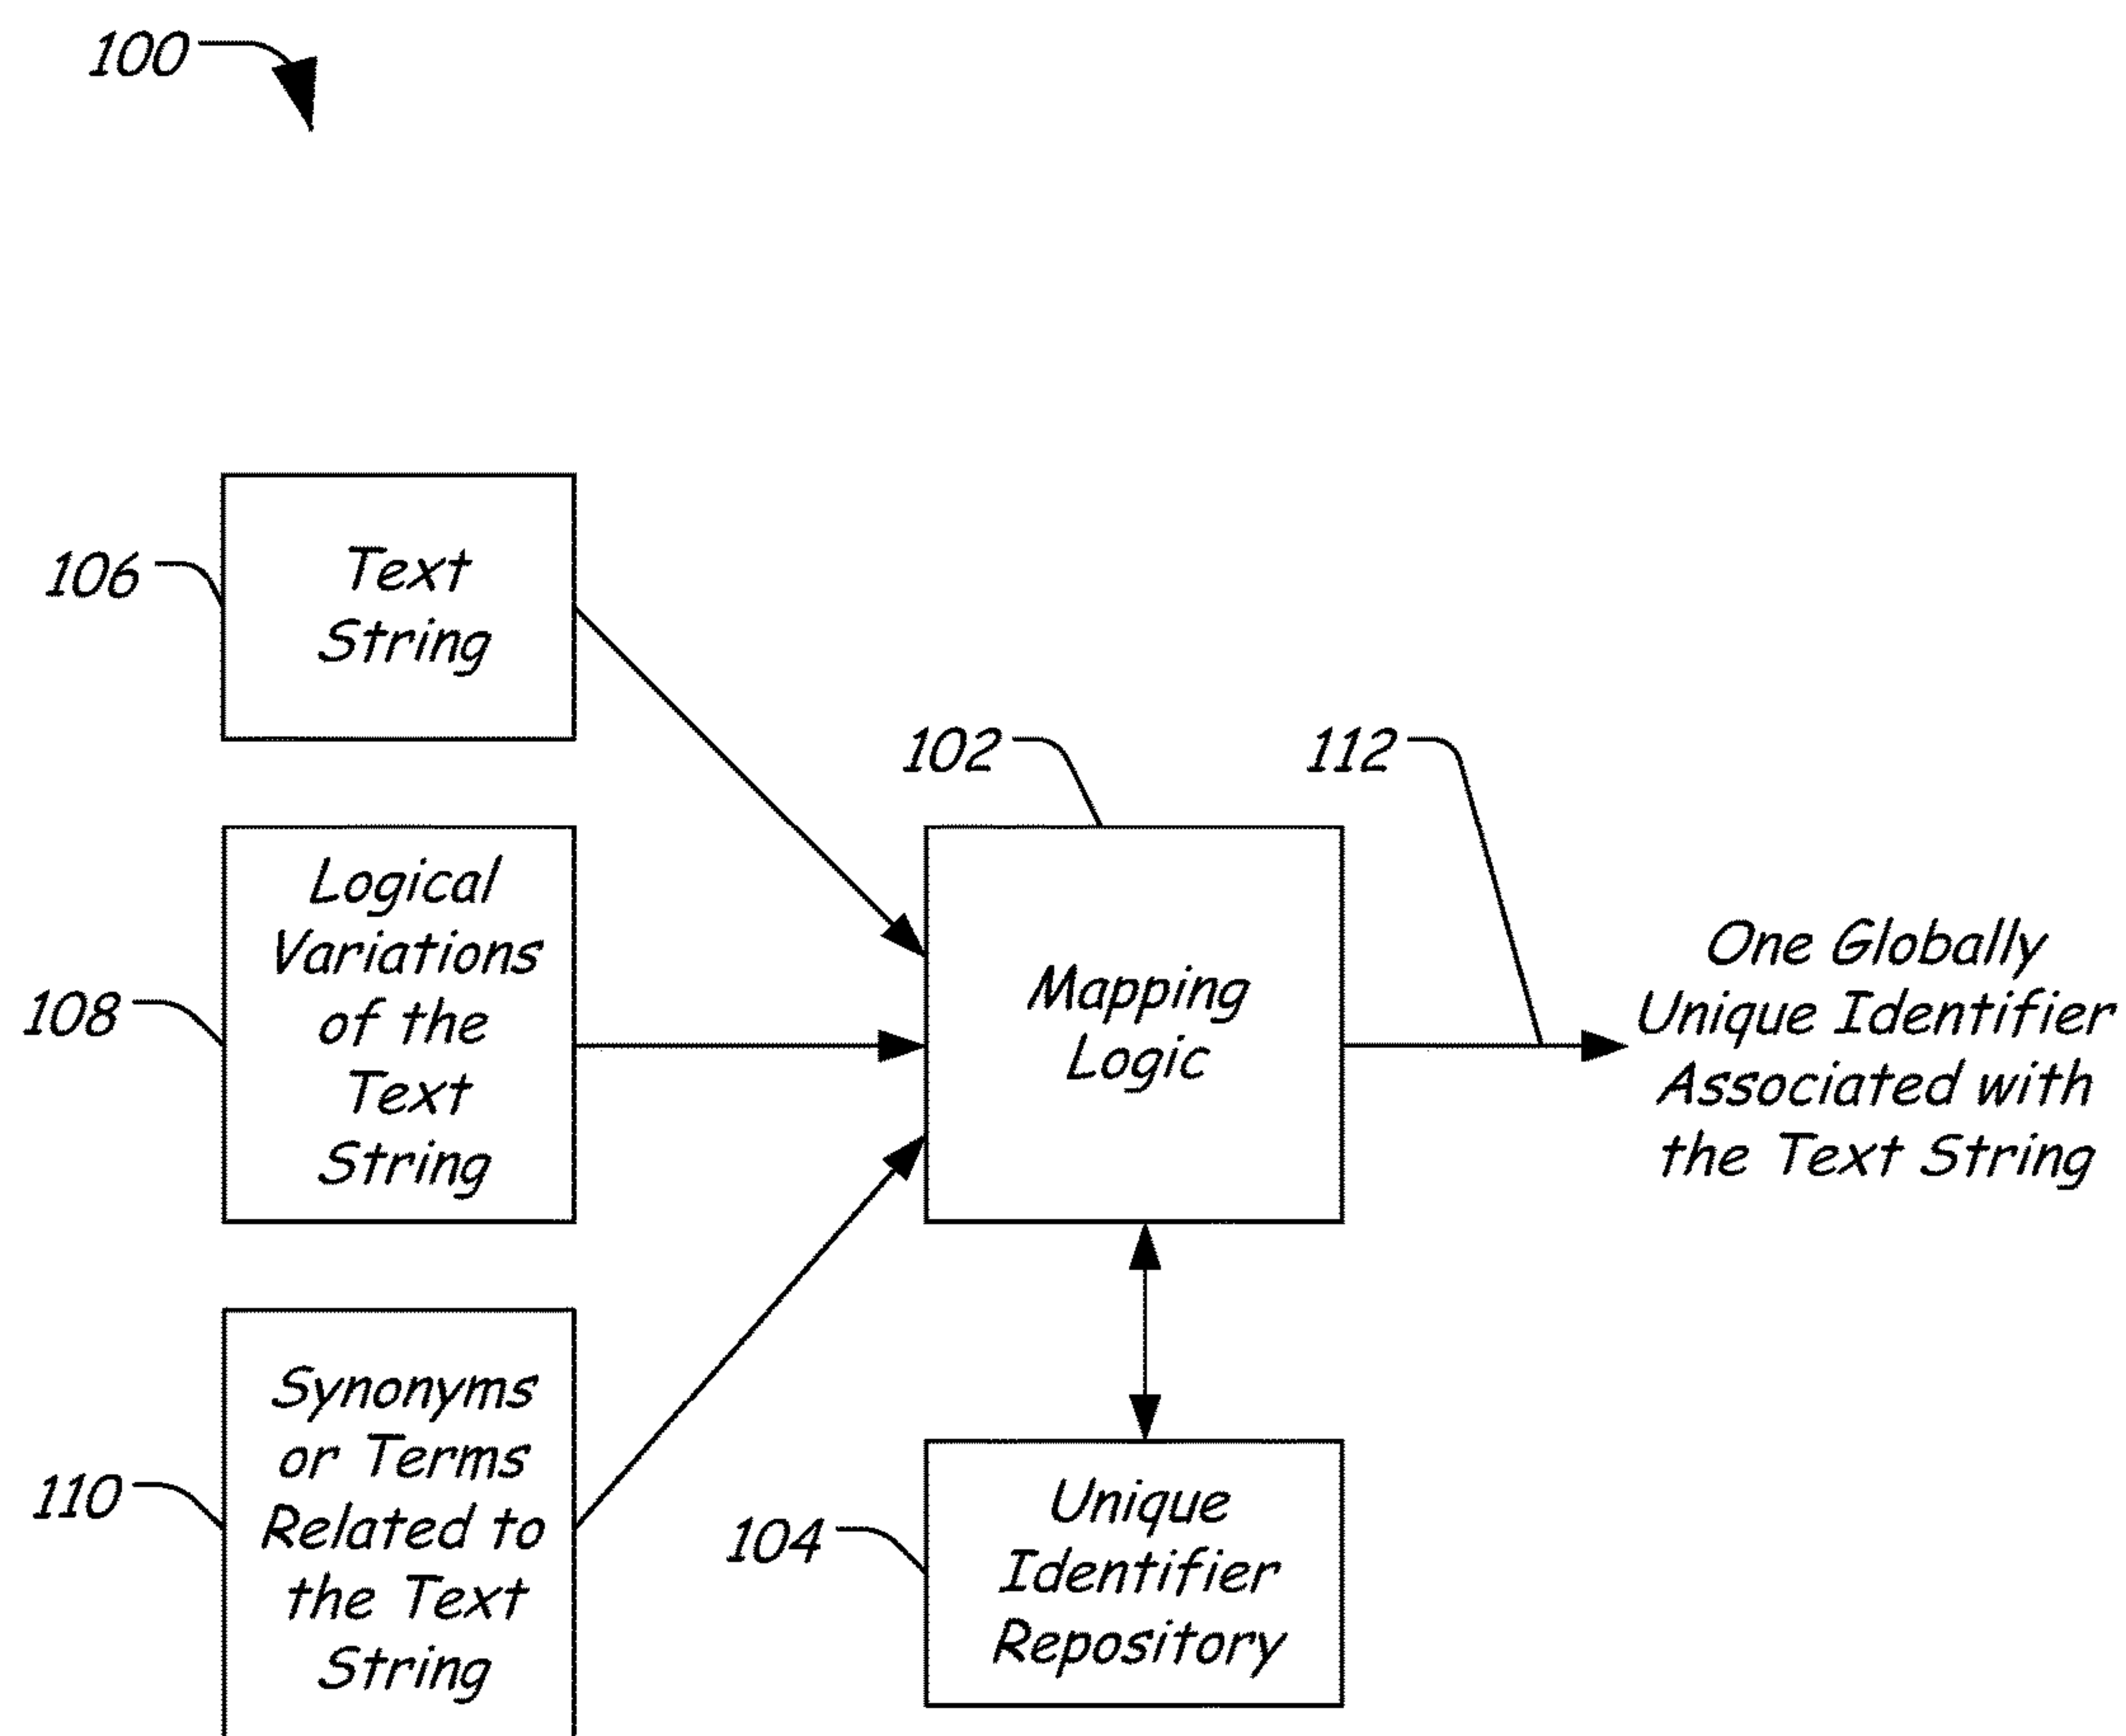 100
106
Text
String
102
112
108
Logical
Variations
of the
Text
String
Mapping
Logic
One Globally
Unique Identifier
Associated with
the Text String
110
Synonyms
or Terms
Related to
the Text
String
104
Unique
Identifier
Repository